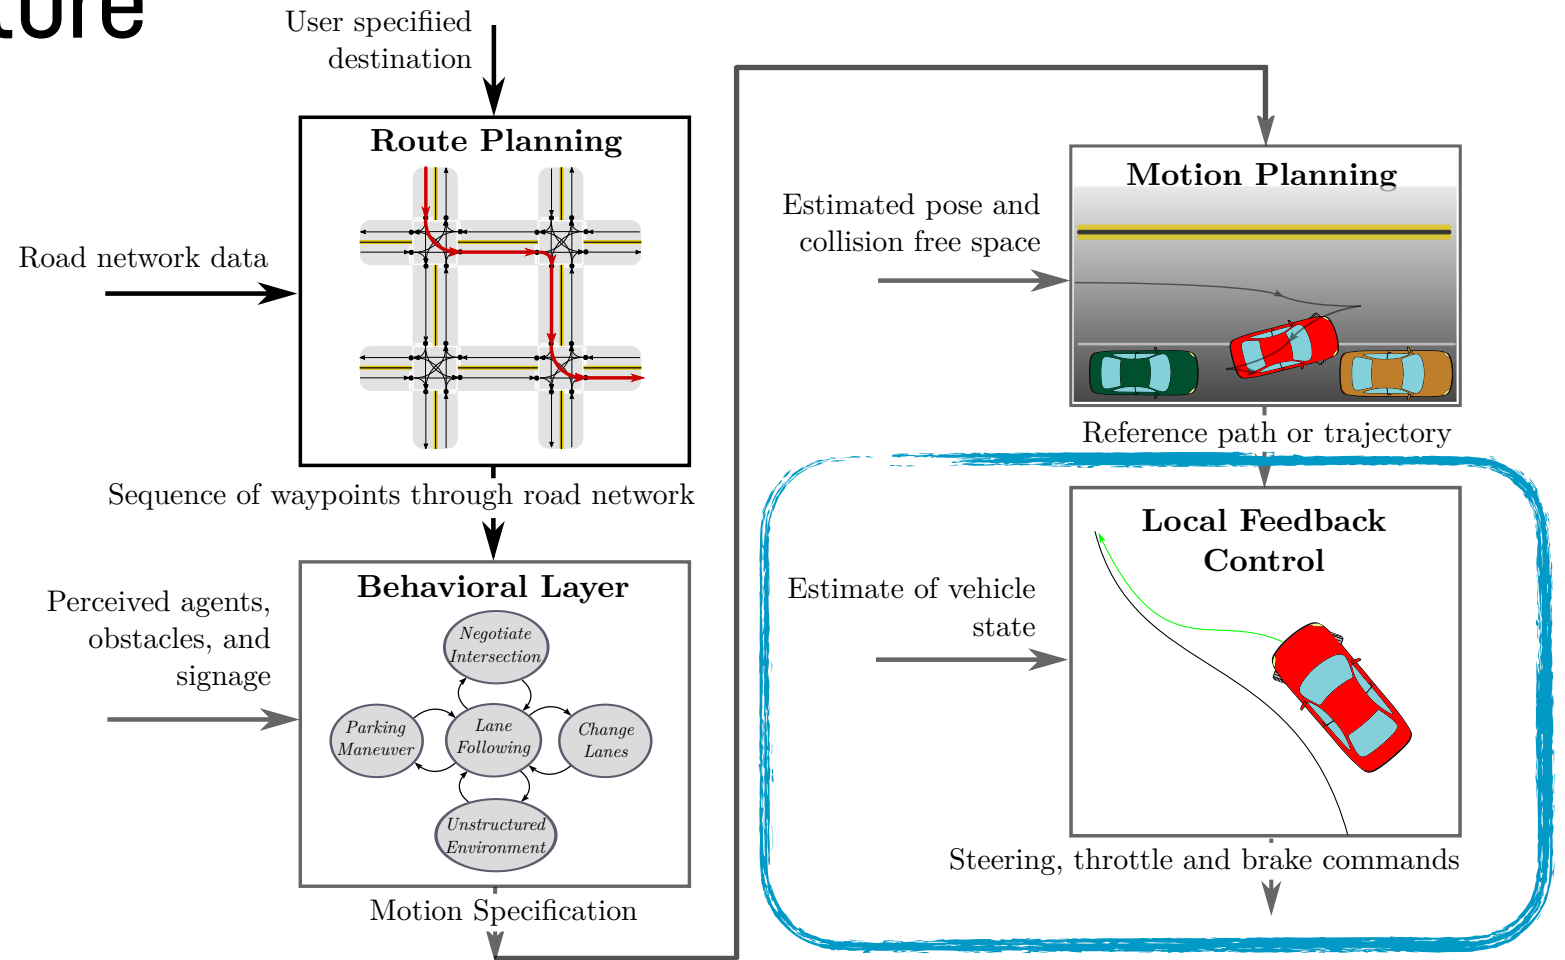 ture
User specifiied
destination
Route Planning
Road network data
Sequence of waypoints through road network
Behavioral Layer
Perceived agents,
obstacles, and
signage
Negotiate
Intersection
Parking
Maneuver
Lane
Following
Change
Lanes
Unstructured
Environment
Motion Specification
Motion Planning
Estimated pose and
collision free space
Reference path or trajectory
Local Feedback
Control
Estimate of vehicle
state
Steering, throttle and brake commands